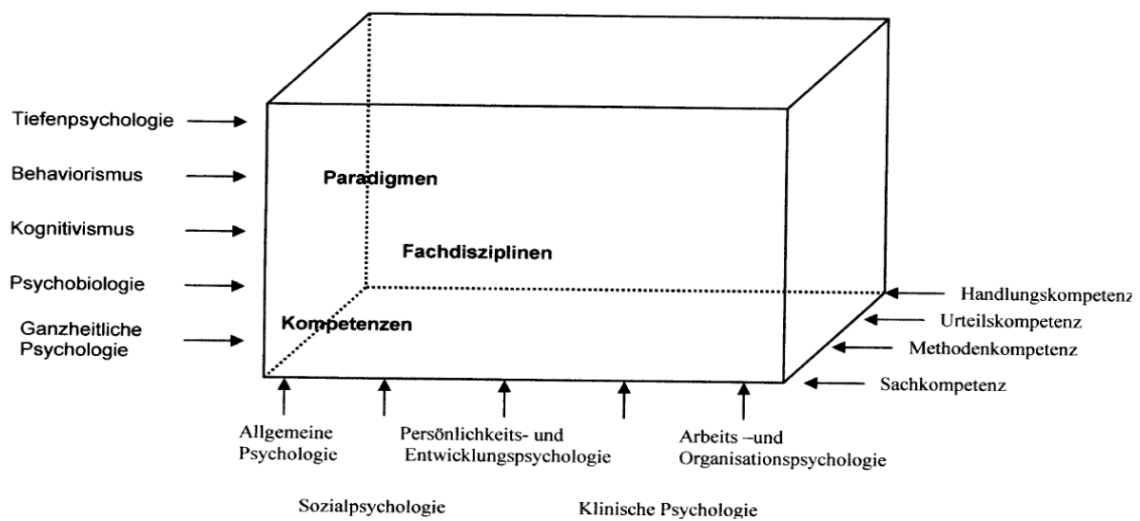 Tiefenpsychologie
Behaviorismus
Paradigmen
Kognitivismus
Fachdisziplinen
Psychobiologie
Handlungskompetenz
Ganzheitliche
Psychologie
Kompetenzen
Urteilskompetenz
Methodenkompetenz
Sachkompetenz
Allgemeine
Psychologie
Persönlichkeits- und
Entwicklungspsychologie
Arbeits –und
Organisationspsychologie
Sozialpsychologie
Klinische Psychologie